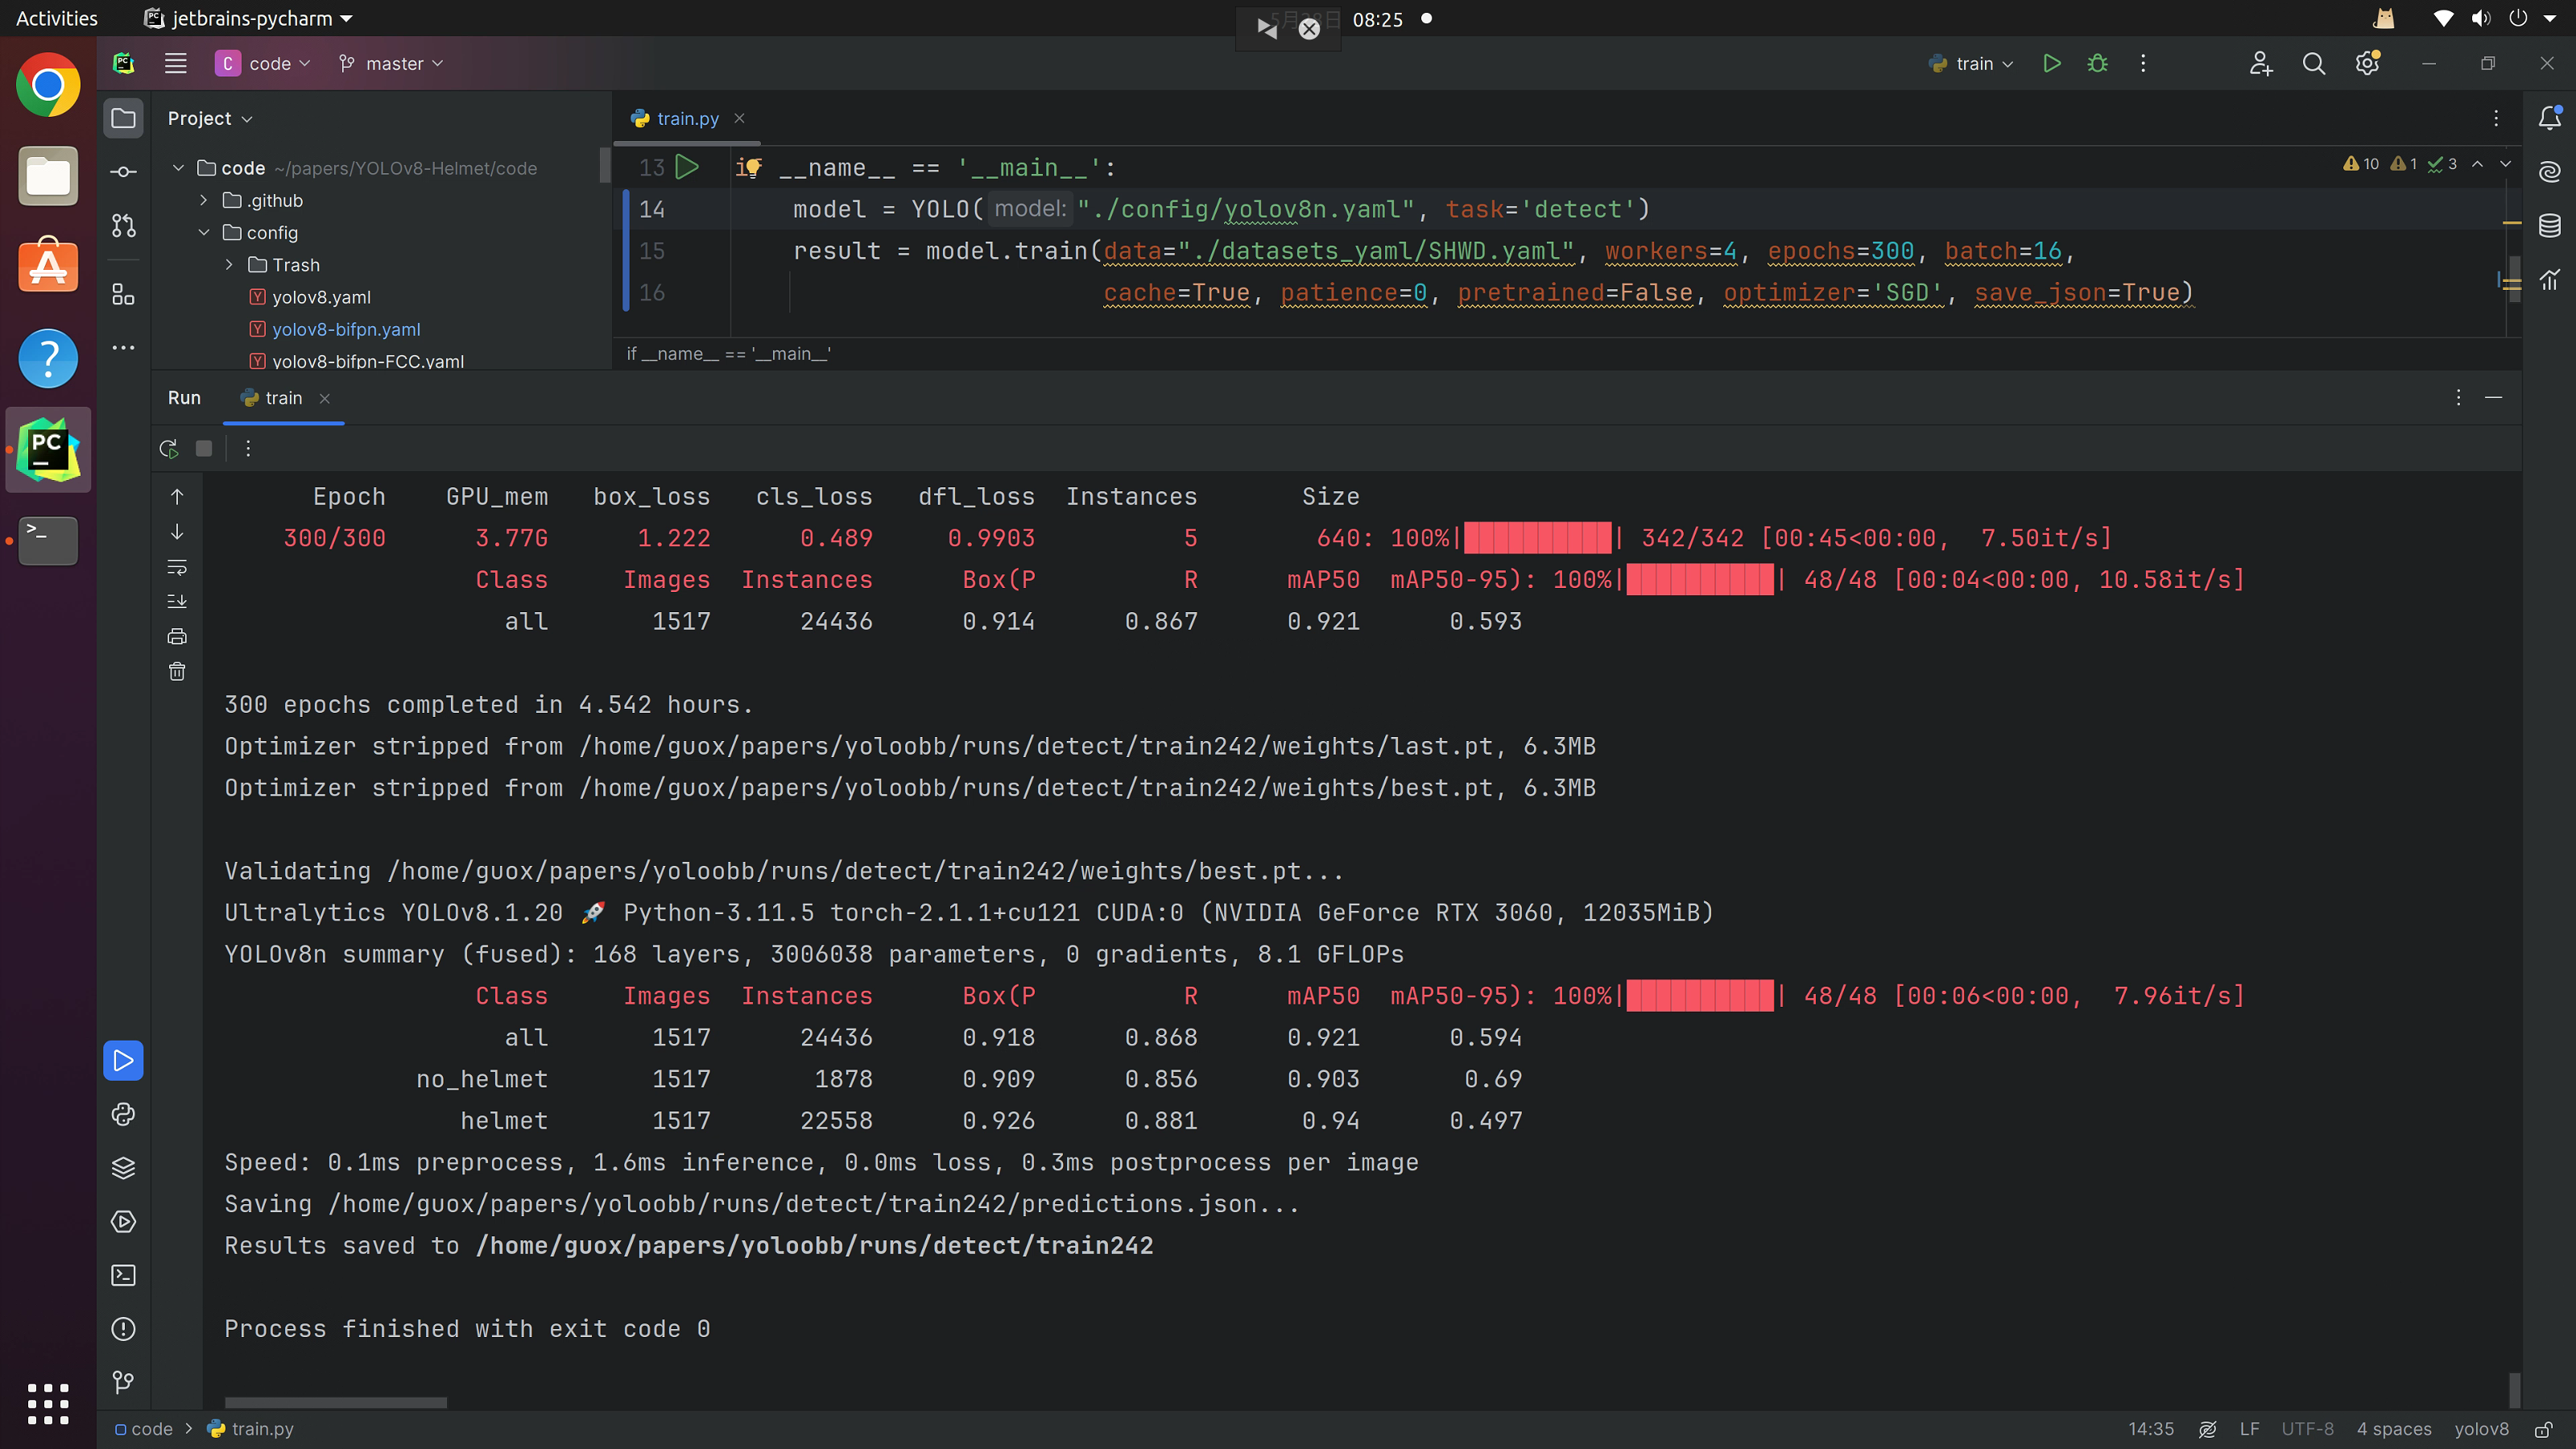 Activities jetbrains-pycharm 08:25
C code master train
Project train.py
code ~/papers/YOLOv8-Helmet/code
.github
config
Trash
yolov8.yaml
yolov8-bifpn.yaml
yolov8-bifpn-FCC.yaml
13 if __name__ == '__main__': 10 1 3
14 model = YOLO( model: "./config/yolov8n.yaml", task='detect')
15 result = model.train(data="./datasets_yaml/SHWD.yaml", workers=4, epochs=300, batch=16,
16 cache=True, patience=0, pretrained=False, optimizer='SGD', save_json=True)
if __name__ == '__main__'
Run train
Epoch GPU_mem box_loss cls_loss dfl_loss Instances Size
300/300 3.77G 1.222 0.489 0.9903 5 640: 100%|██████████| 342/342 [00:45<00:00, 7.50it/s]
Class Images Instances Box(P R mAP50 mAP50-95): 100%|██████████| 48/48 [00:04<00:00, 10.58it/s]
all 1517 24436 0.914 0.867 0.921 0.593
300 epochs completed in 4.542 hours.
Optimizer stripped from /home/guox/papers/yoloobb/runs/detect/train242/weights/last.pt, 6.3MB
Optimizer stripped from /home/guox/papers/yoloobb/runs/detect/train242/weights/best.pt, 6.3MB
Validating /home/guox/papers/yoloobb/runs/detect/train242/weights/best.pt...
Ultralytics YOLOv8.1.20 🚀 Python-3.11.5 torch-2.1.1+cu121 CUDA:0 (NVIDIA GeForce RTX 3060, 12035MiB)
YOLOv8n summary (fused): 168 layers, 3006038 parameters, 0 gradients, 8.1 GFLOPs
Class Images Instances Box(P R mAP50 mAP50-95): 100%|██████████| 48/48 [00:06<00:00, 7.96it/s]
all 1517 24436 0.918 0.868 0.921 0.594
no_helmet 1517 1878 0.909 0.856 0.903 0.69
helmet 1517 22558 0.926 0.881 0.94 0.497
Speed: 0.1ms preprocess, 1.6ms inference, 0.0ms loss, 0.3ms postprocess per image
Saving /home/guox/papers/yoloobb/runs/detect/train242/predictions.json...
Results saved to /home/guox/papers/yoloobb/runs/detect/train242
Process finished with exit code 0
code > train.py 14:35 LF UTF-8 4 spaces yolov8